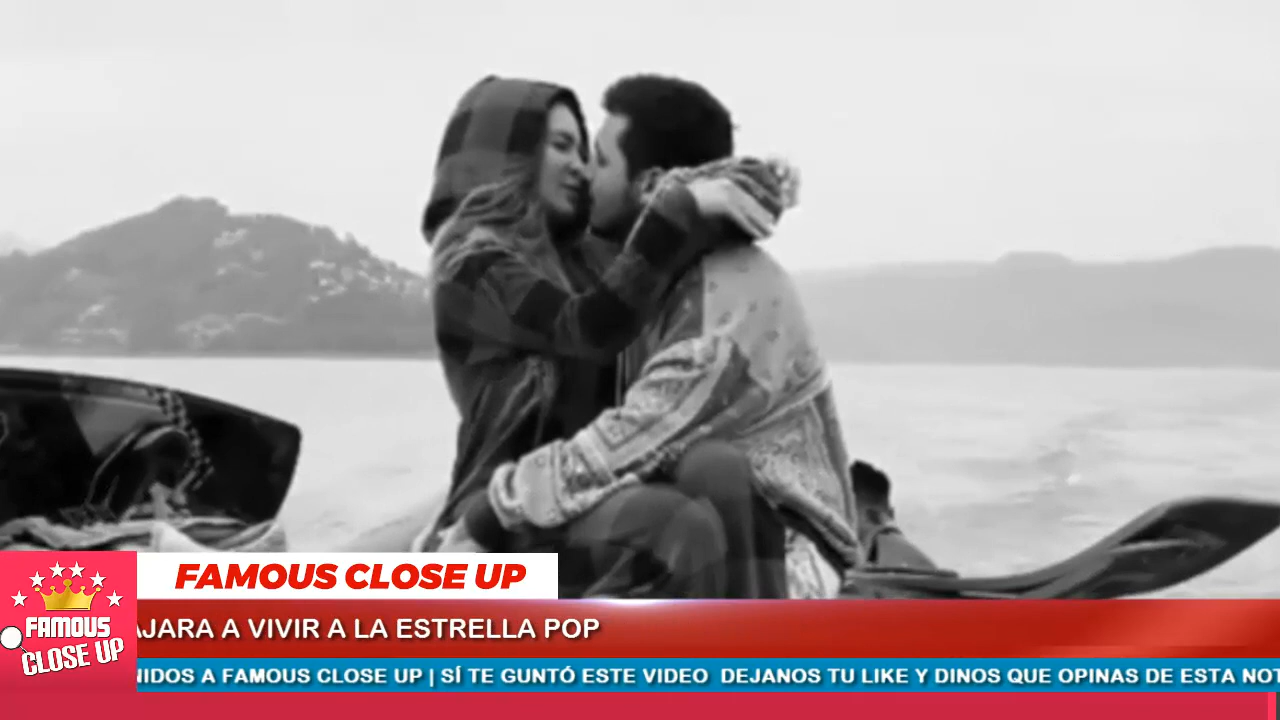 FAMOUS CLOSE UP
AJARA A VIVIR A LA ESTRELLA POP
FAMOUS
CLOSE UP
NIDOS A FAMOUS CLOSE UP | SÍ TE GUNTÓ ESTE VIDEO DEJANOS TU LIKE Y DINOS QUE OPINAS DE ESTA NOT